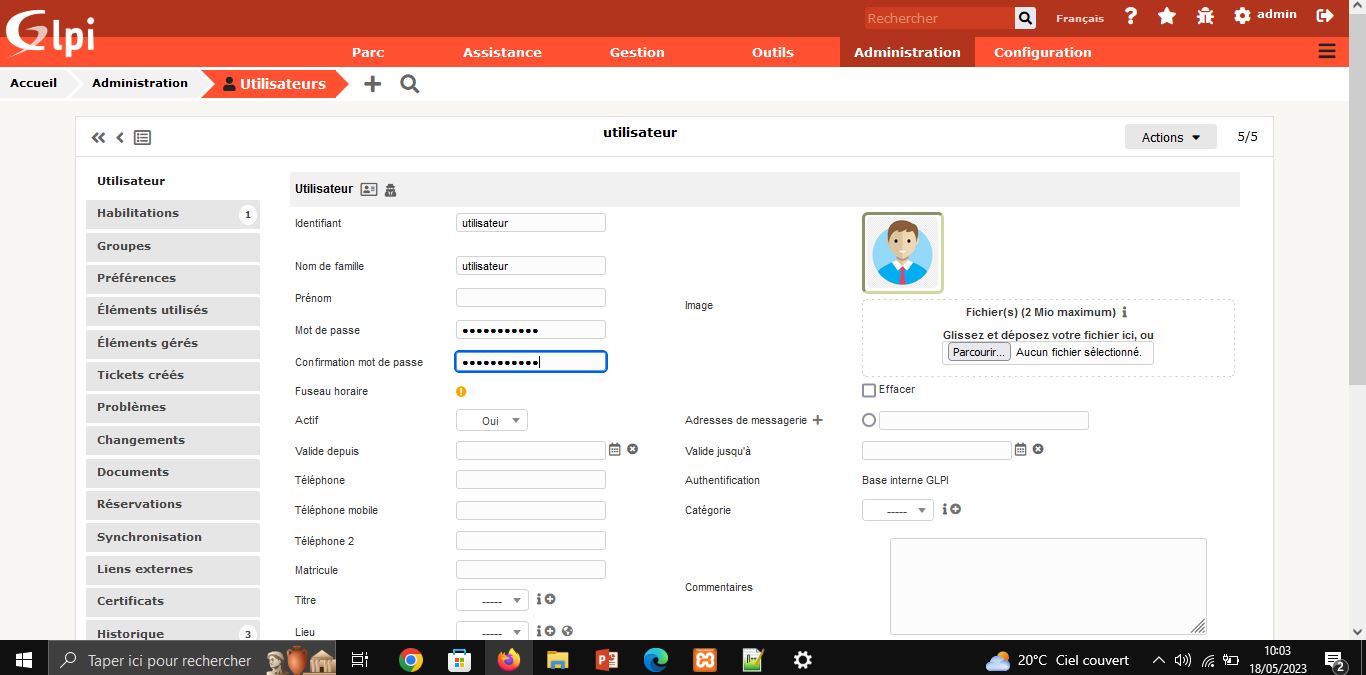 Glpi
Rechercher
Français
?
admin
Parc
Assistance
Gestion
Outils
Administration
Configuration
Accueil
Administration
Utilisateurs
utilisateur
Actions
5/5
Utilisateur
Habilitations 1
Groupes
Préférences
Éléments utilisés
Éléments gérés
Tickets créés
Problèmes
Changements
Documents
Réservations
Synchronisation
Liens externes
Certificats
Historique 3
Utilisateur
Identifiant utilisateur
Nom de famille utilisateur
Prénom
Image
Mot de passe •••••••••••
Confirmation mot de passe •••••••••••
Fichier(s) (2 Mio maximum)
Glissez et déposez votre fichier ici, ou
Parcourir... Aucun fichier sélectionné.
Effacer
Fuseau horaire
Actif Oui
Adresses de messagerie
Valide depuis
Valide jusqu'à
Téléphone
Authentification Base interne GLPI
Téléphone mobile
Catégorie -----
Téléphone 2
Matricule
Commentaires
Titre -----
Lieu -----
Taper ici pour rechercher
20°C Ciel couvert
10:03
18/05/2023
2